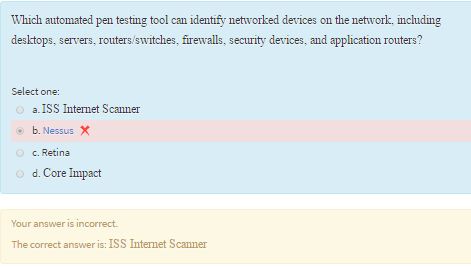 Which automated pen testing tool can identify networked devices on the network, including
desktops, servers, routers/switches, firewalls, security devices, and application routers?
Select one:
a. ISS Internet Scanner
b. Nessus ✗
c. Retina
d. Core Impact
Your answer is incorrect.
The correct answer is: ISS Internet Scanner